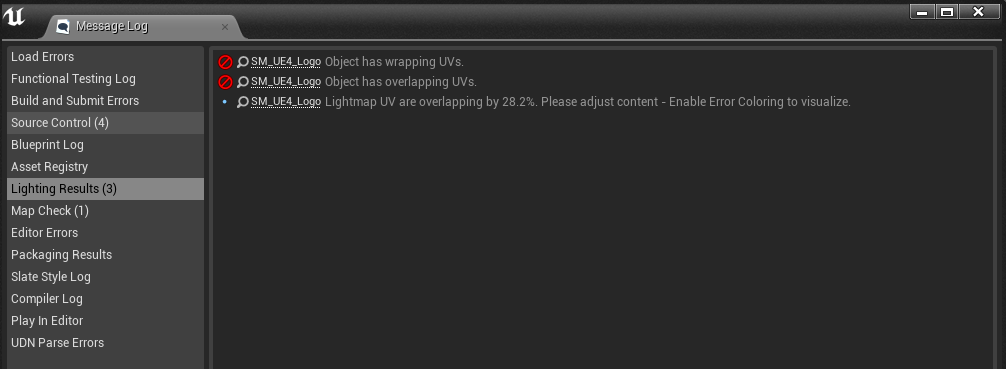 Message Log
Load Errors
Functional Testing Log
Build and Submit Errors
Source Control (4)
Blueprint Log
Asset Registry
Lighting Results (3)
Map Check (1)
Editor Errors
Packaging Results
Slate Style Log
Compiler Log
Play In Editor
UDN Parse Errors
SM_UE4_Logo Object has wrapping UVs.
SM_UE4_Logo Object has overlapping UVs.
SM_UE4_Logo Lightmap UV are overlapping by 28.2%. Please adjust content - Enable Error Coloring to visualize.